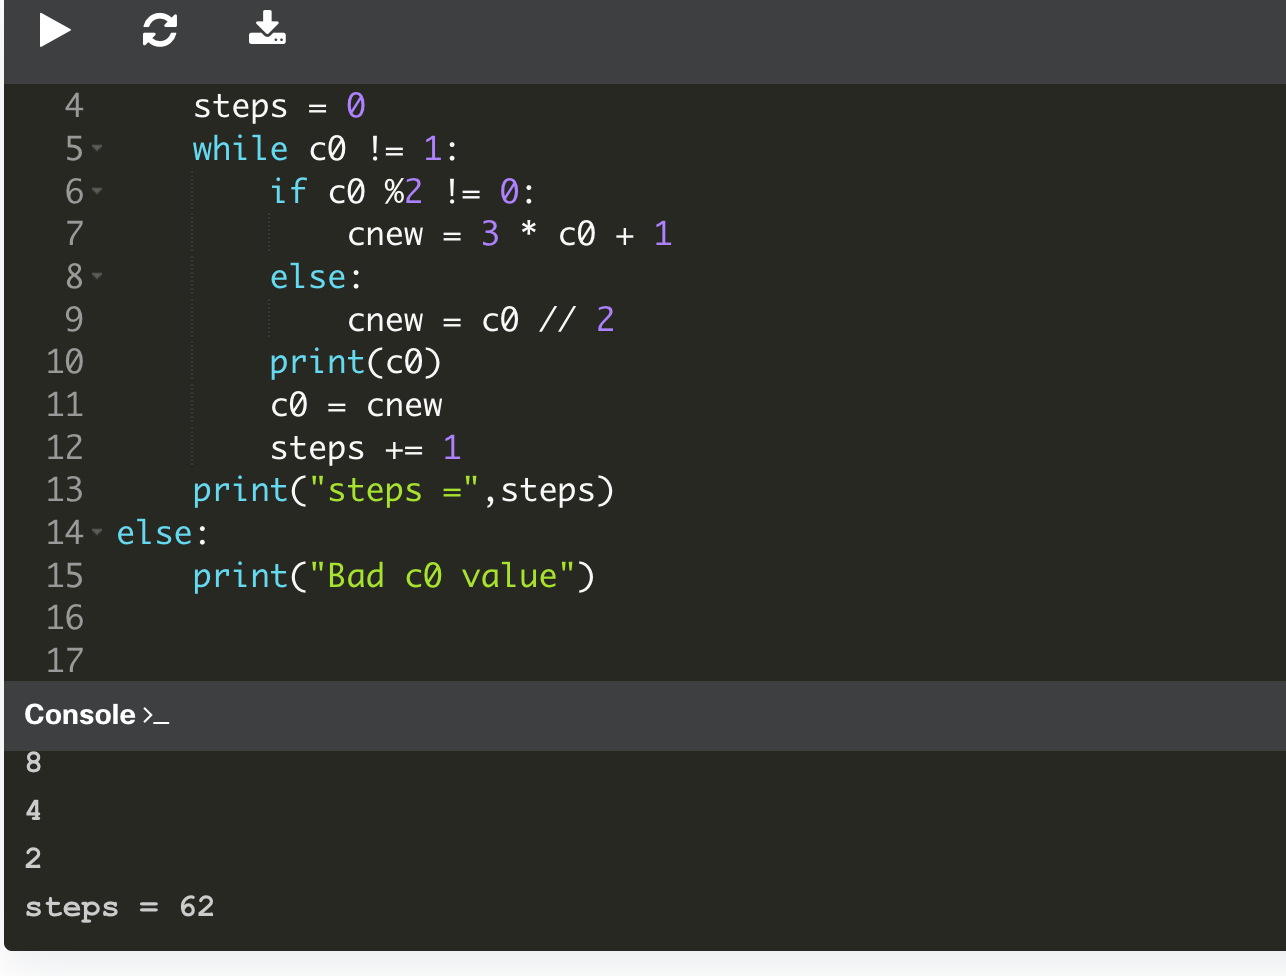 4 steps = 0
5 while c0 != 1:
6 if c0 %2 != 0:
7 cnew = 3 * c0 + 1
8 else:
9 cnew = c0 // 2
10 print(c0)
11 c0 = cnew
12 steps += 1
13 print("steps =",steps)
14 else:
15 print("Bad c0 value")
16
17
Console >_
8
4
2
steps = 62